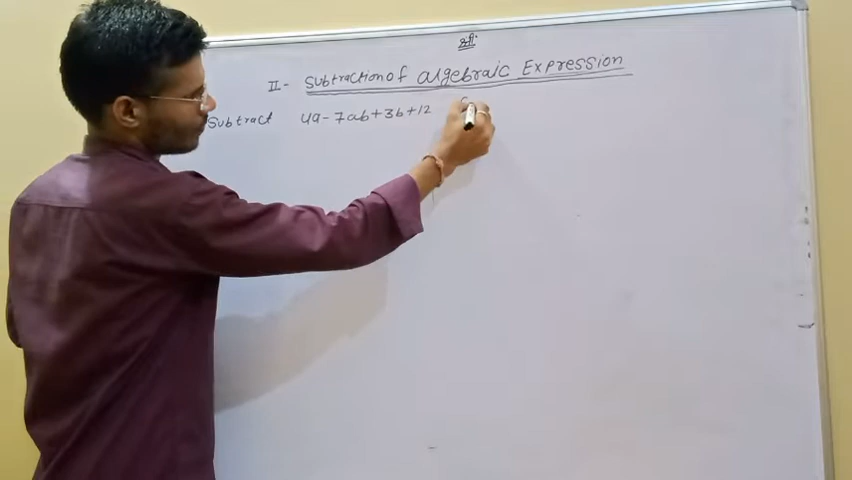 श्री
II- Subtraction of algebraic Expression
Subtract 4a-7ab+3b+12